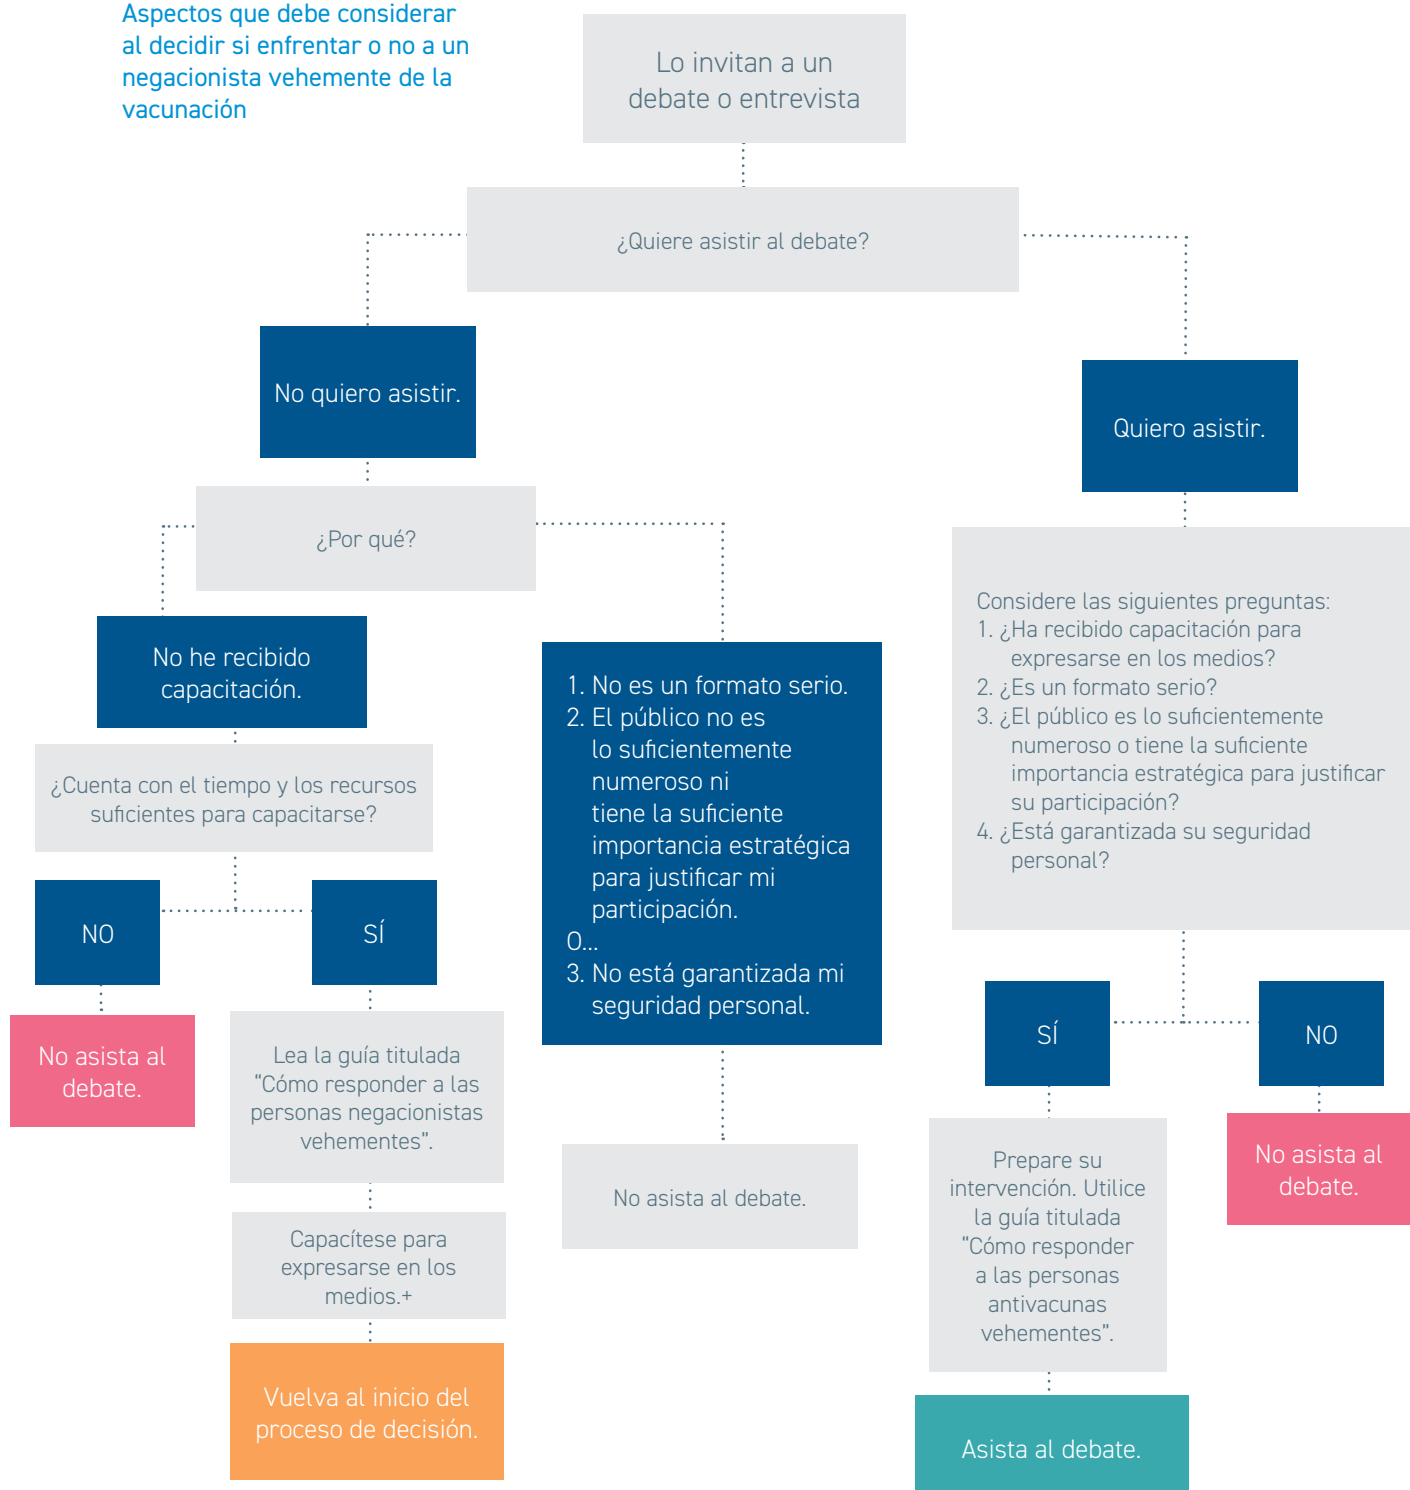 Aspectos que debe considerar
al decidir si enfrentar o no a un
negacionista vehemente de la
vacunación
Lo invitan a un
debate o entrevista
¿Quiere asistir al debate?
No quiero asistir.
Quiero asistir.
¿Por qué?
No he recibido
capacitación.
¿Cuenta con el tiempo y los recursos
suficientes para capacitarse?
NO
SÍ
No asista al
debate.
Lea la guía titulada
“Cómo responder a las
personas negacionistas
vehementes”.
Capacítese para
expresarse en los
medios.+
Vuelva al inicio del
proceso de decisión.
1. No es un formato serio.
2. El público no es
lo suficientemente
numeroso ni
tiene la suficiente
importancia estratégica
para justificar mi
participación.
O...
3. No está garantizada mi
seguridad personal.
No asista al debate.
Considere las siguientes preguntas:
1. ¿Ha recibido capacitación para
expresarse en los medios?
2. ¿Es un formato serio?
3. ¿El público es lo suficientemente
numeroso o tiene la suficiente
importancia estratégica para justificar
su participación?
4. ¿Está garantizada su seguridad
personal?
SÍ
NO
Prepare su
intervención. Utilice
la guía titulada
“Cómo responder
a las personas
antivacunas
vehementes”.
No asista al
debate.
Asista al debate.